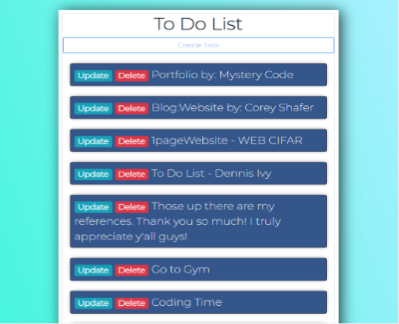 To Do List
Create Task
Update Delete Portfolio by: Mystery Code
Update Delete Blog:Website by: Corey Shafer
Update Delete 1pageWebsite - WEB CIFAR
Update Delete To Do List - Dennis Ivy
Update Delete Those up there are my
references. Thank you so much! I truly
appreciate y'all guys!
Update Delete Go to Gym
Update Delete Coding Time